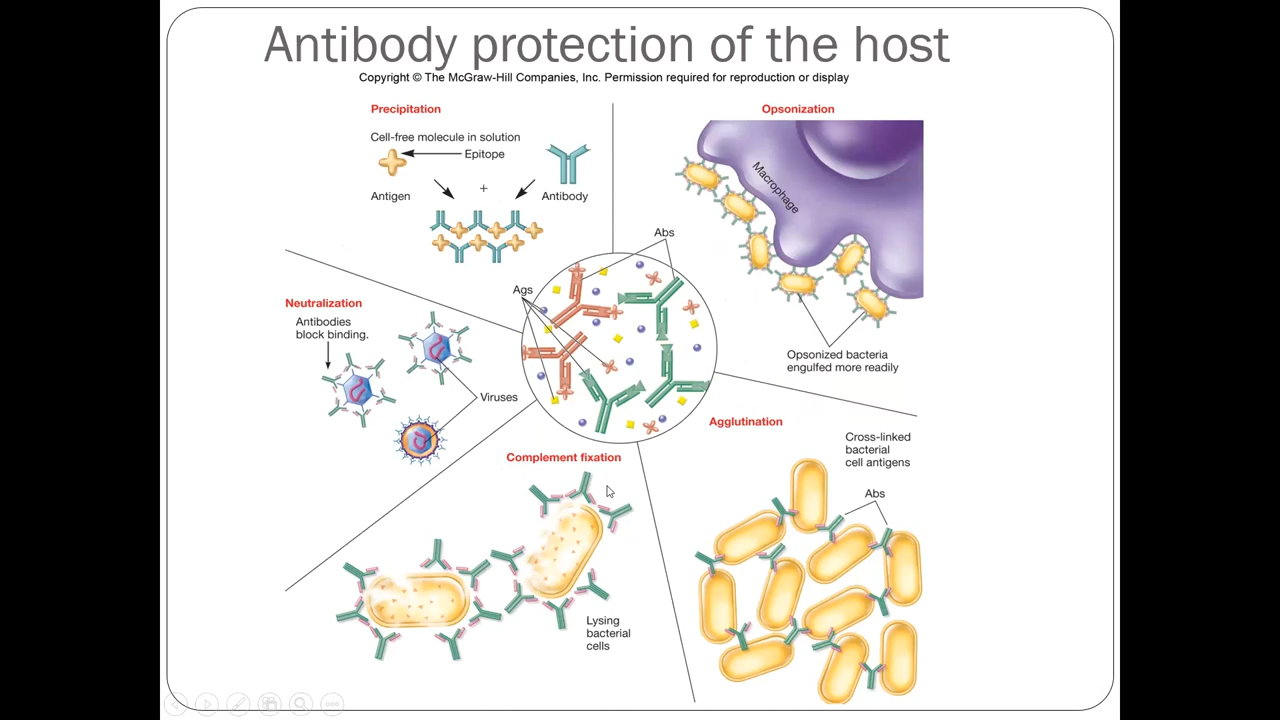 Antibody protection of the host
Copyright © The McGraw-Hill Companies, Inc. Permission required for reproduction or display
Precipitation
Cell-free molecule in solution
Epitope
+
Antigen
Antibody
Opsonization
Macrophage
Opsonized bacteria
engulfed more readily
Abs
Ags
Neutralization
Antibodies
block binding.
Viruses
Complement fixation
Lysing
bacterial
cells
Agglutination
Cross-linked
bacterial
cell antigens
Abs